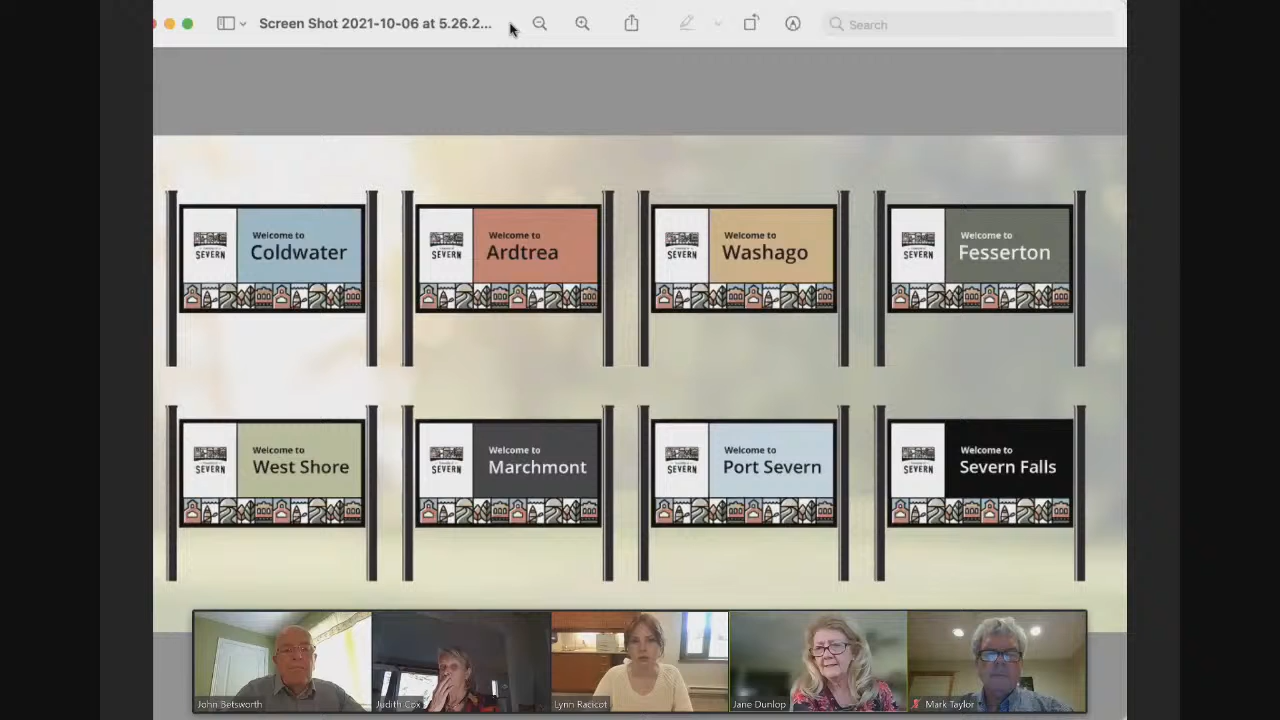 Screen Shot 2021-10-06 at 5.26.2...
Search
Welcome to
Coldwater
SEVERN
Welcome to
Ardtrea
SEVERN
Welcome to
Washago
SEVERN
Welcome to
Fesserton
SEVERN
Welcome to
West Shore
SEVERN
Welcome to
Marchmont
SEVERN
Welcome to
Port Severn
SEVERN
Welcome to
Severn Falls
SEVERN
John Betsworth
Judith Cox
Lynn Racicot
Jane Dunlop
Mark Taylor